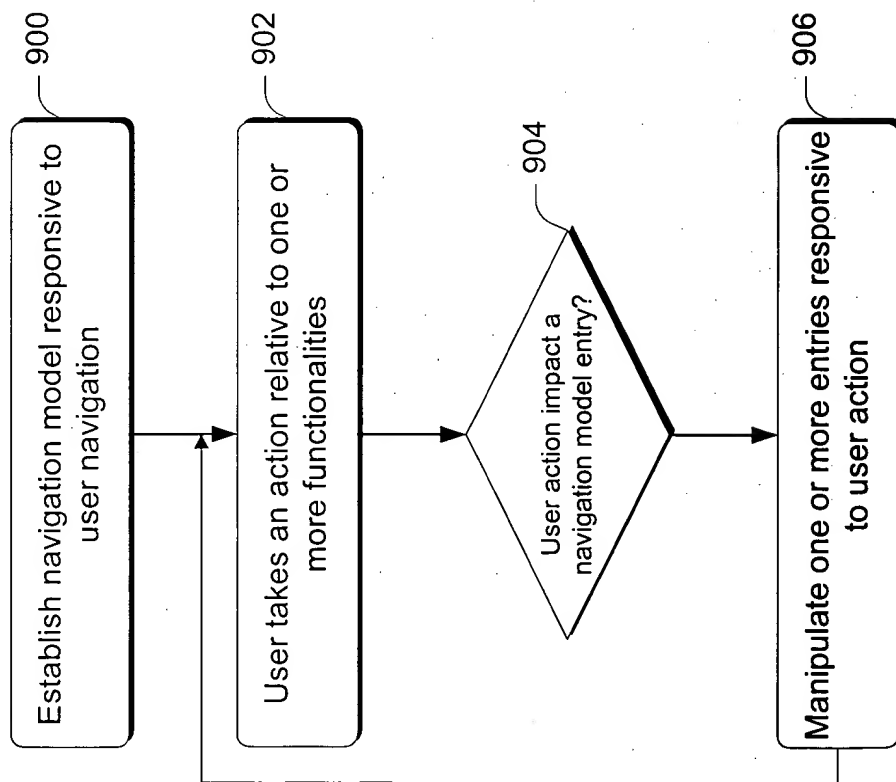 900
Establish navigation model responsive to
user navigation
902
User takes an action relative to one or
more functionalities
904
User action impact a
navigation model entry?
906
Manipulate one or more entries responsive
to user action